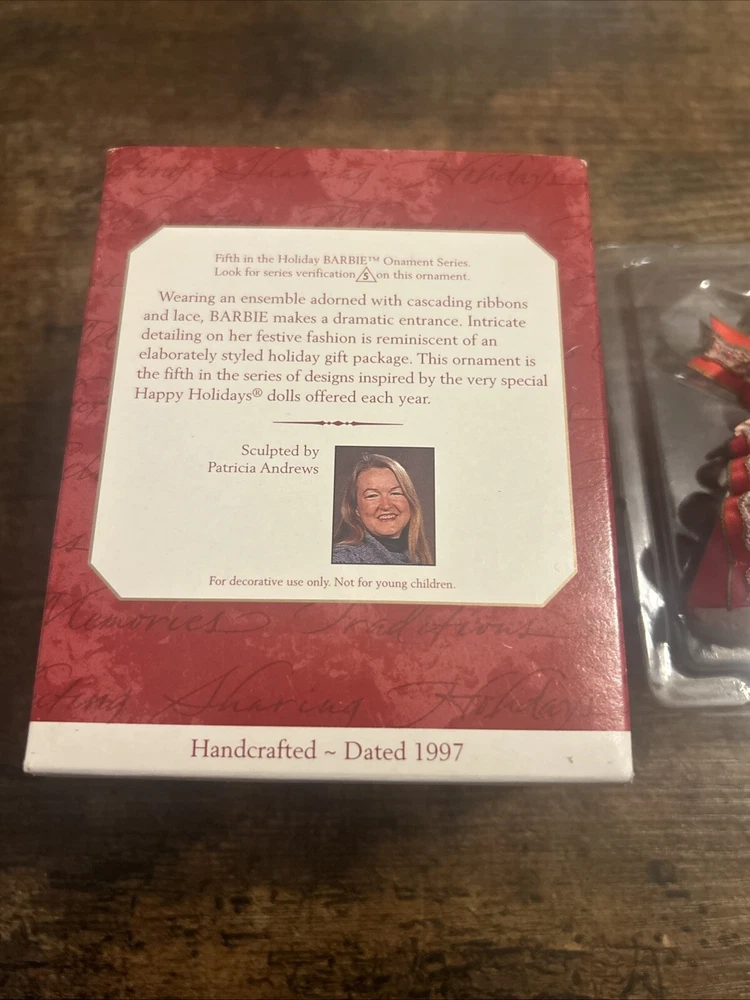 Sharing Holidays
Fifth in the Holiday BARBIE™ Ornament Series.
Look for series verification 5 on this ornament.
Wearing an ensemble adorned with cascading ribbons
and lace, BARBIE makes a dramatic entrance. Intricate
detailing on her festive fashion is reminiscent of an
elaborately styled holiday gift package. This ornament is
the fifth in the series of designs inspired by the very special
Happy Holidays® dolls offered each year.
Sculpted by
Patricia Andrews
For decorative use only. Not for young children.
Memories Traditions
Sharing Holidays
Handcrafted ~ Dated 1997